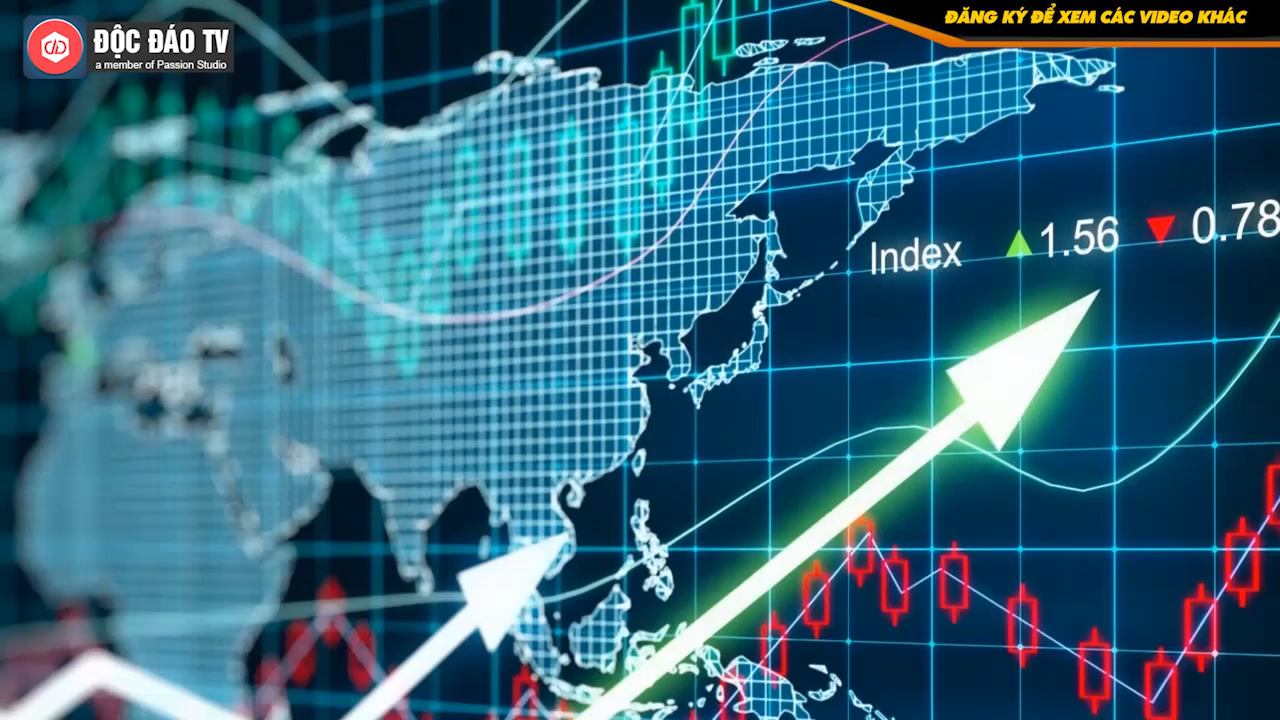 ĐỘC ĐÁO TV
a member of Passion Studio
ĐĂNG KÝ ĐỂ XEM CÁC VIDEO KHÁC
Index ▲1.56 ▼ 0.78